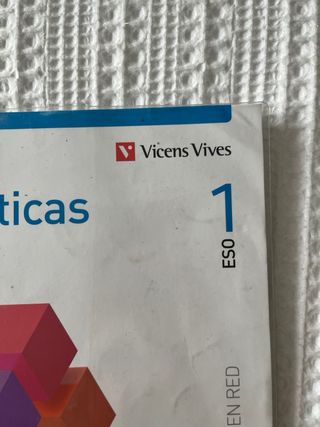 Vicens Vives
ticas
1
ESO
EN RED